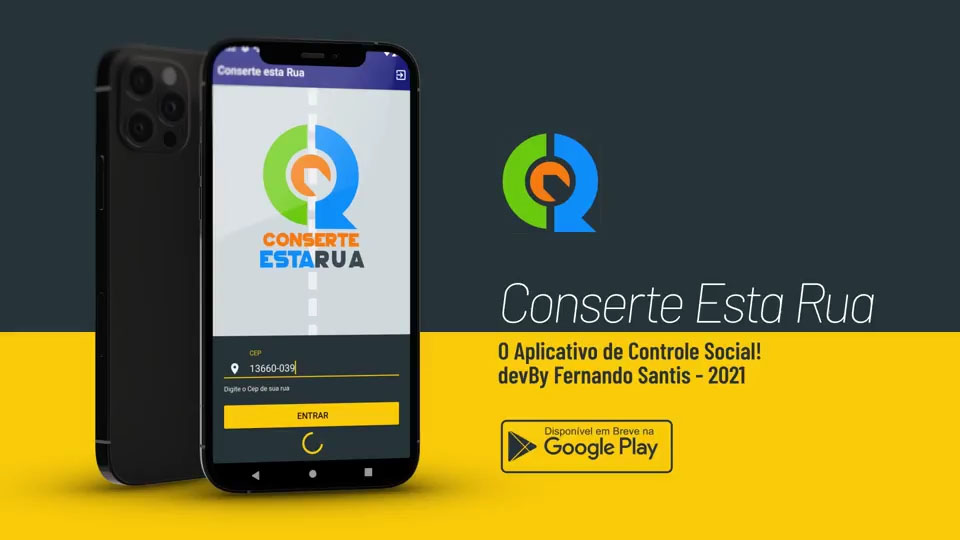 Conserte esta Rua
CONSERTE
ESTARUA
CEP
13660-039
Digite o Cep de sua rua
ENTRAR
Conserte Esta Rua
O Aplicativo de Controle Social!
devBy Fernando Santis - 2021
Disponível em Breve na
Google Play